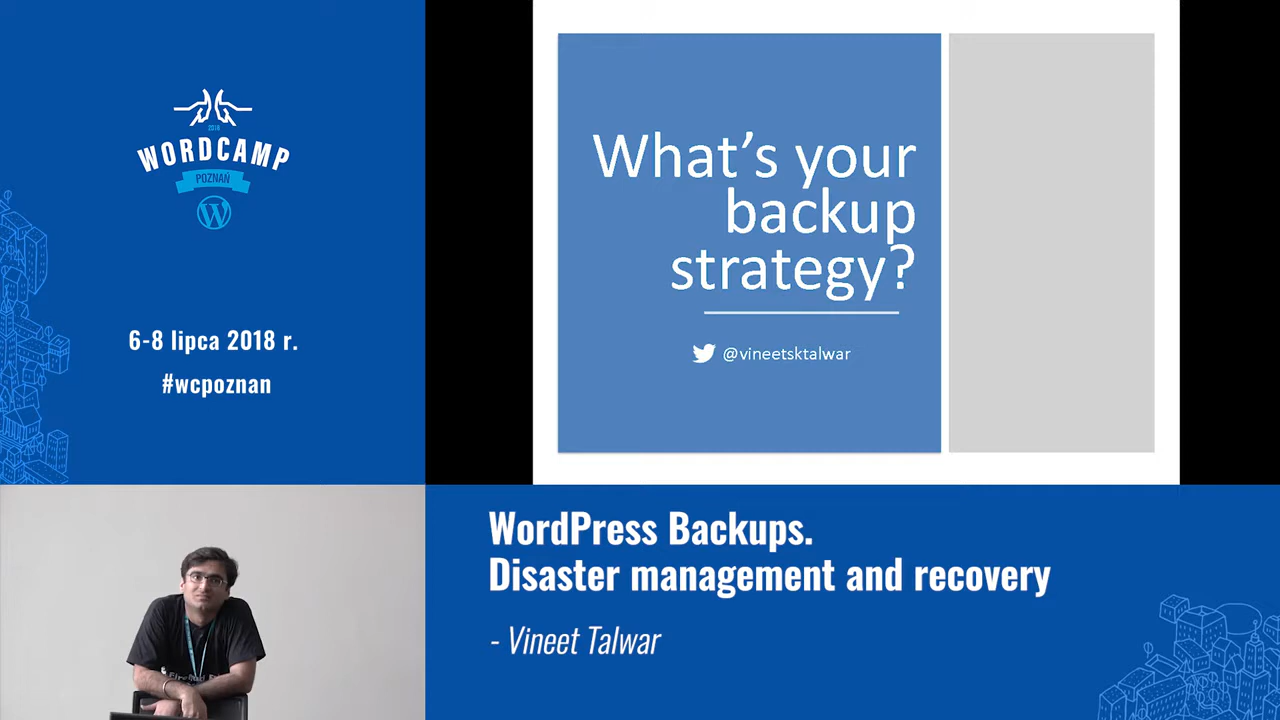 2018
WORDCAMP
POZNAŃ
6-8 lipca 2018 r.
#wcpoznan
What's your
backup
strategy?
@vineetsktalwar
WordPress Backups.
Disaster management and recovery
- Vineet Talwar